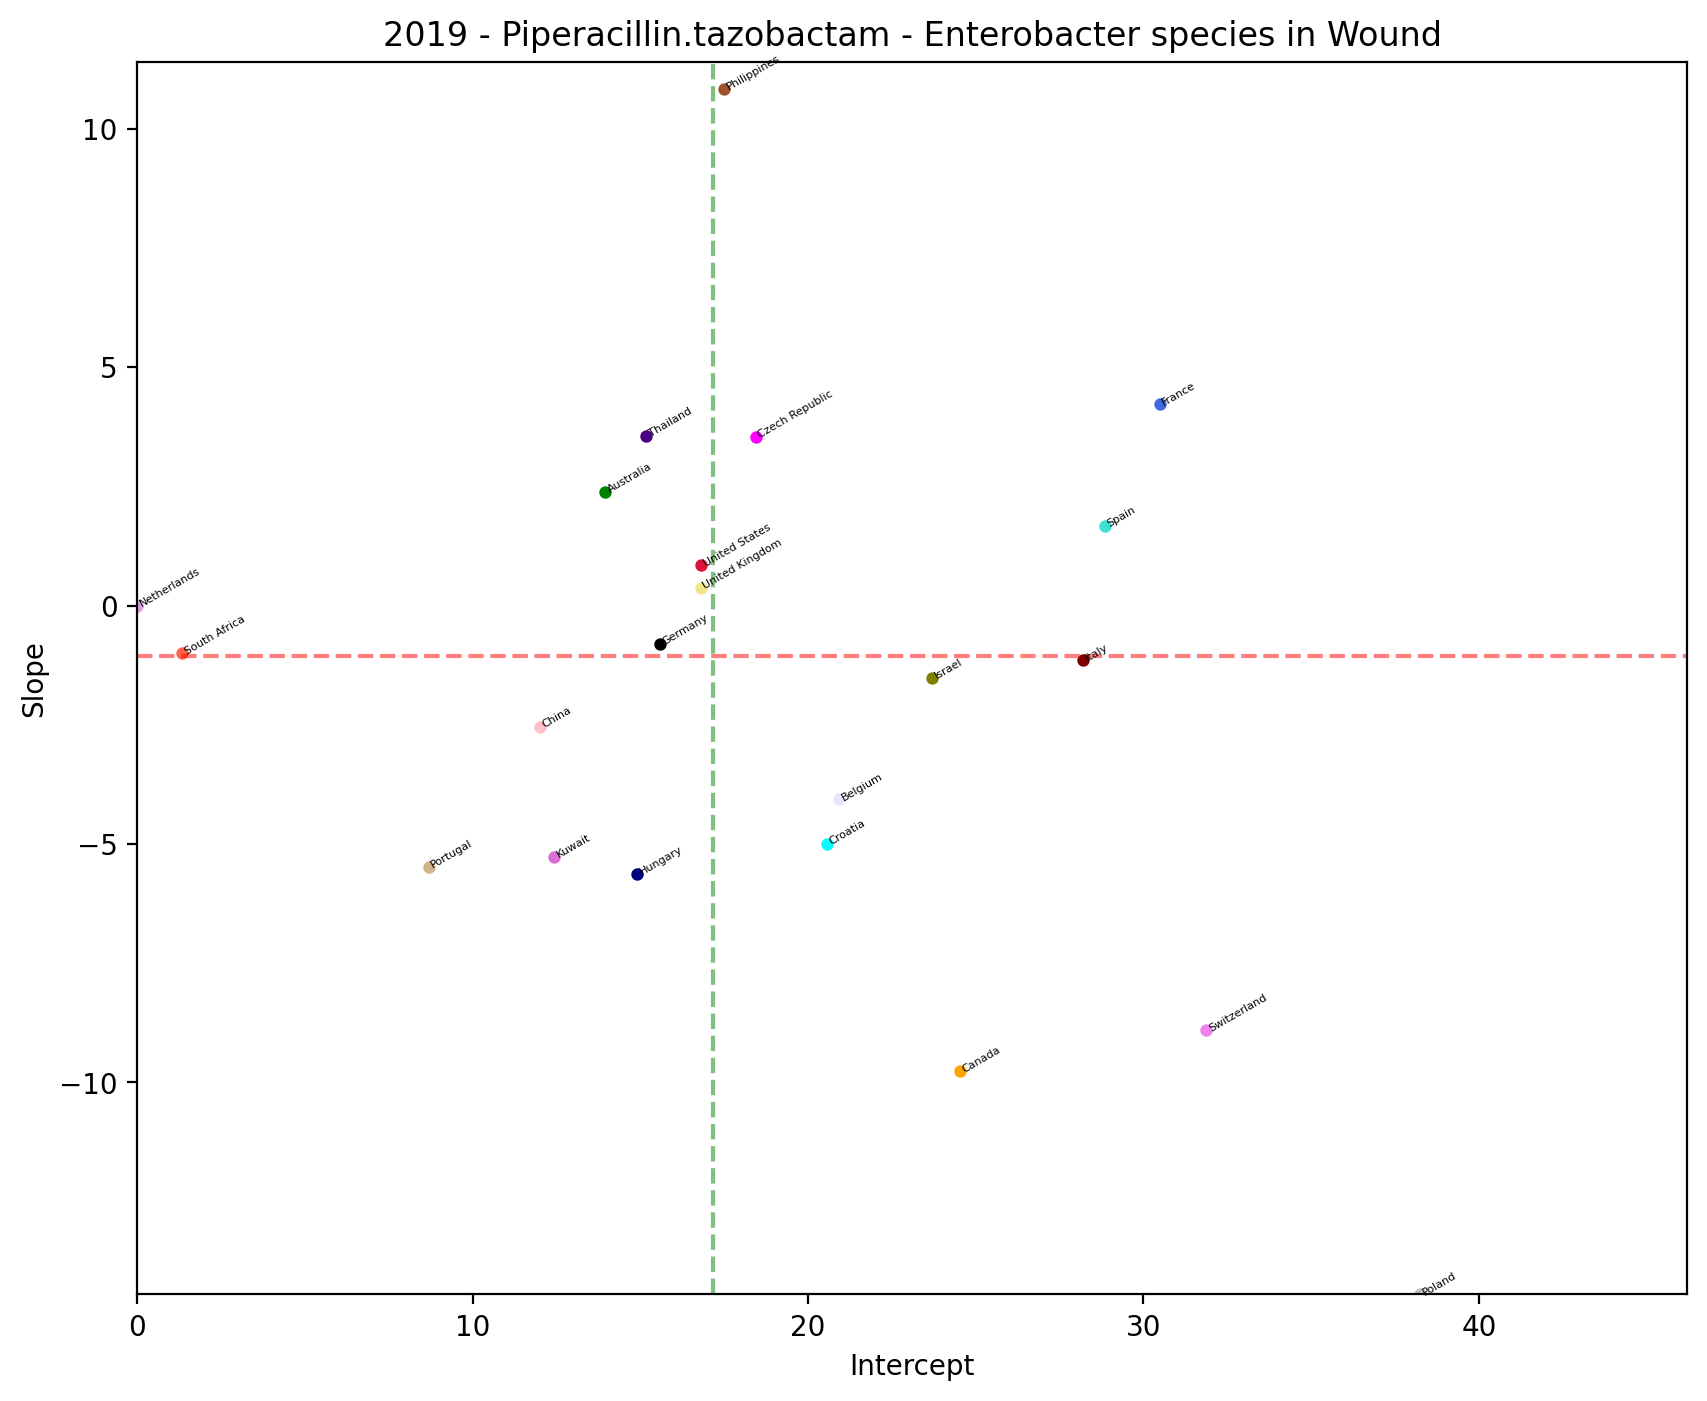 2019 - Piperacillin.tazobactam - Enterobacter species in Wound
Philippines
10
5
France
Czech Republic
Thailand
Australia
Spain
United States
United Kingdom
Netherlands
0
South Africa
Germany
Italy
Israel
China
Slope
Belgium
Croatia
−5
Kuwait
Portugal
Hungary
Switzerland
Canada
−10
Poland
0
10
20
30
40
Intercept